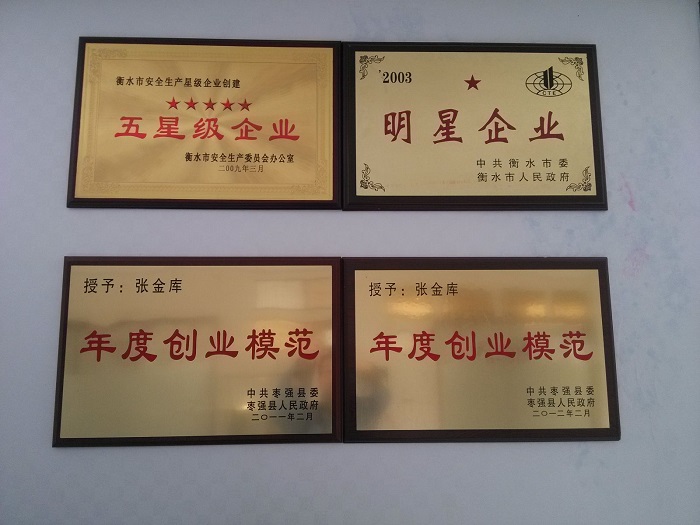 衡水市安全生产星级企业创建
★★★★★
五星级企业
衡水市安全生产委员会办公室
二00九年三月
'2003
★
CTE
明星企业
中共衡水市委
衡水市人民政府
授予：张金库
年度创业模范
中共枣强县委
枣强县人民政府
二〇一一年二月
授予：张金库
年度创业模范
中共枣强县委
枣强县人民政府
二〇一二年二月